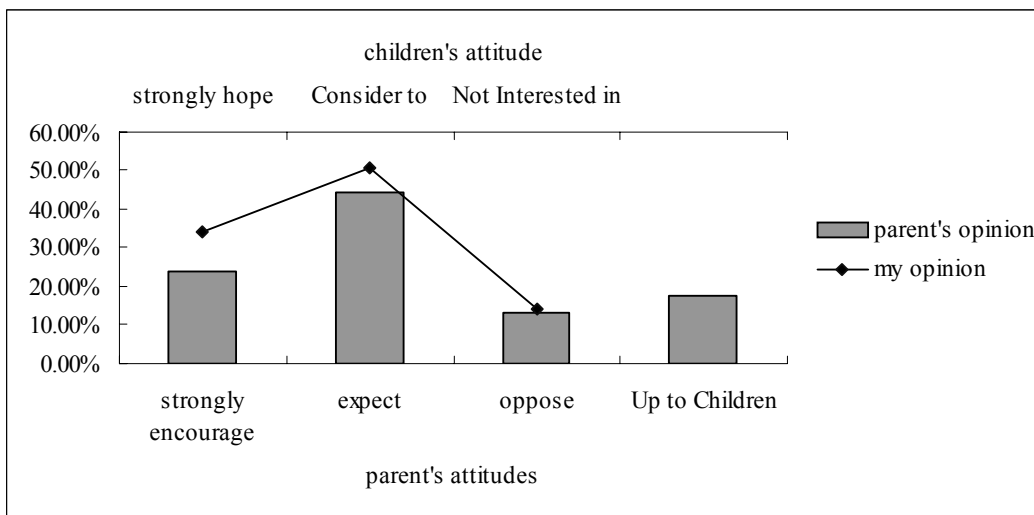 children's attitude
strongly hope Consider to Not Interested in
60.00%
50.00%
40.00%
30.00%
20.00%
10.00%
0.00%
strongly encourage expect oppose Up to Children
parent's attitudes
parent's opinion
my opinion